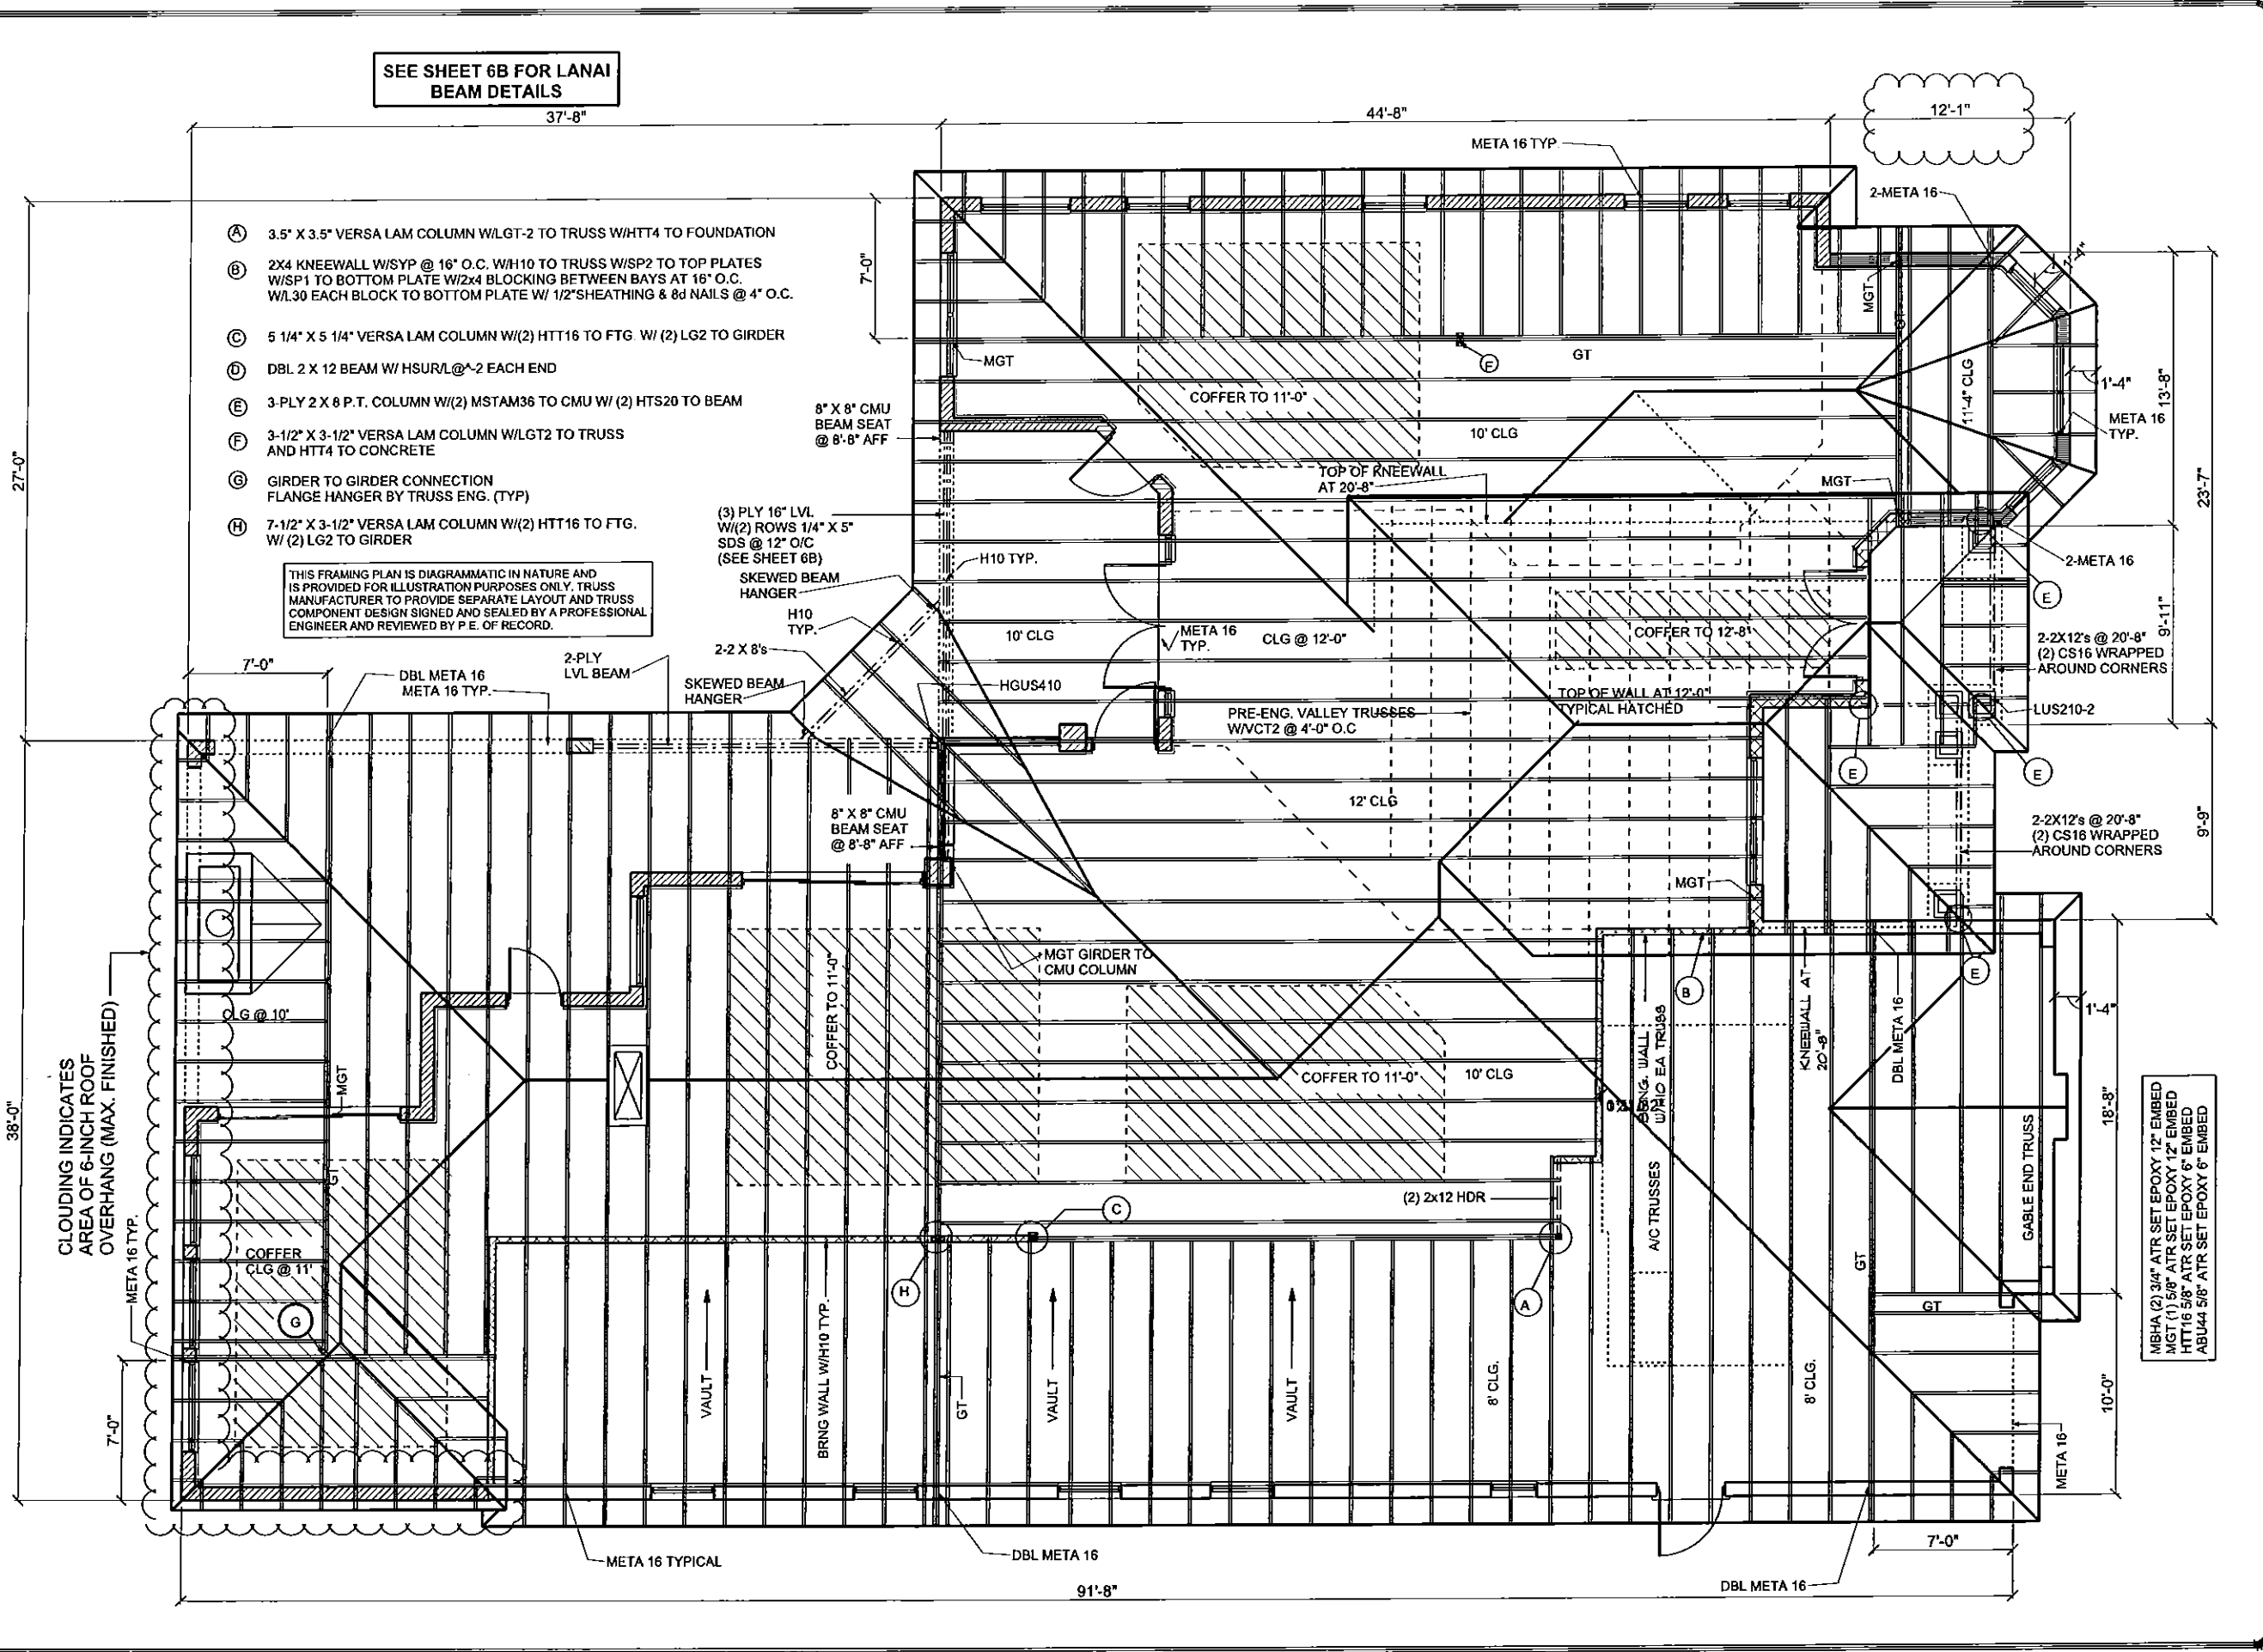 SEE SHEET 6B FOR LANAI
BEAM DETAILS
37'-8"
44'-8"
12'-1"
META 16 TYP.
2-META 16
A 3.5" X 3.5" VERSA LAM COLUMN W/LGT-2 TO TRUSS W/HTT4 TO FOUNDATION
B 2X4 KNEEWALL W/SYP @ 16" O.C. W/H10 TO TRUSS W/SP2 TO TOP PLATES
W/SP1 TO BOTTOM PLATE W/2x4 BLOCKING BETWEEN BAYS AT 16" O.C.
W/L30 EACH BLOCK TO BOTTOM PLATE W/ 1/2"SHEATHING & 8d NAILS @ 4" O.C.
C 5 1/4" X 5 1/4" VERSA LAM COLUMN W/(2) HTT16 TO FTG. W/ (2) LG2 TO GIRDER
D DBL 2 X 12 BEAM W/ HSUR/L@^-2 EACH END
E 3-PLY 2 X 8 P.T. COLUMN W/(2) MSTAM36 TO CMU W/ (2) HTS20 TO BEAM
F 3-1/2" X 3-1/2" VERSA LAM COLUMN W/LGT2 TO TRUSS
AND HTT4 TO CONCRETE
G GIRDER TO GIRDER CONNECTION
FLANGE HANGER BY TRUSS ENG. (TYP)
H 7-1/2" X 3-1/2" VERSA LAM COLUMN W/(2) HTT16 TO FTG.
W/ (2) LG2 TO GIRDER
THIS FRAMING PLAN IS DIAGRAMMATIC IN NATURE AND
IS PROVIDED FOR ILLUSTRATION PURPOSES ONLY. TRUSS
MANUFACTURER TO PROVIDE SEPARATE LAYOUT AND TRUSS
COMPONENT DESIGN SIGNED AND SEALED BY A PROFESSIONAL
ENGINEER AND REVIEWED BY P.E. OF RECORD.
7'-0"
MGT
8" X 8" CMU
BEAM SEAT
@ 8'-8" AFF
COFFER TO 11'-0"
F
GT
MGT
GT
11'-4" CLG
1'-4"
13'-8"
META 16
TYP.
10' CLG
TOP OF KNEEWALL
AT 20'-8"
MGT
23'-7"
27'-0"
(3) PLY 16" LVL
W/(2) ROWS 1/4" X 5"
SDS @ 12" O/C
(SEE SHEET 6B)
H10 TYP.
SKEWED BEAM
HANGER
H10
TYP.
2-META 16
E
10' CLG
META 16
TYP.
CLG @ 12'-0"
COFFER TO 12'-8"
9'-11"
2-2X12's @ 20'-8"
(2) CS16 WRAPPED
AROUND CORNERS
7'-0"
DBL META 16
META 16 TYP.
2-PLY
LVL BEAM
2-2 X 8's
SKEWED BEAM
HANGER
HGUS410
PRE-ENG. VALLEY TRUSSES
W/VCT2 @ 4'-0" O.C
TOP OF WALL AT 12'-0"
TYPICAL HATCHED
LUS210-2
E
E
8" X 8" CMU
BEAM SEAT
@ 8'-8" AFF
12' CLG
2-2X12's @ 20'-8"
(2) CS16 WRAPPED
AROUND CORNERS
9'-9"
MGT
MGT GIRDER TO
CMU COLUMN
COFFER TO 11'-0"
B
E
CLG @ 10'
CLOUDING INDICATES
AREA OF 6-INCH ROOF
OVERHANG (MAX. FINISHED)
38'-0"
MGT
GT
COFFER TO 11'-0"
10' CLG
W/H10 EA TRUSS
KNEEWALL AT
20'-8"
DBL META 16
1'-4"
18'-8"
GABLE END TRUSS
MBHA (2) 3/4" ATR SET EPOXY 12" EMBED
MGT (1) 5/8" ATR SET EPOXY 12" EMBED
HTT16 5/8" ATR SET EPOXY 6" EMBED
ABU44 5/8" ATR SET EPOXY 6" EMBED
META 16 TYP.
COFFER
CLG @ 11'
G
(2) 2x12 HDR
C
H
A
A/C TRUSSES
GT
GT
7'-0"
VAULT
BRNG WALL W/H10 TYP.
GT
VAULT
VAULT
8' CLG.
8' CLG.
10'-0"
META 16
META 16 TYPICAL
DBL META 16
7'-0"
DBL META 16
91'-8"